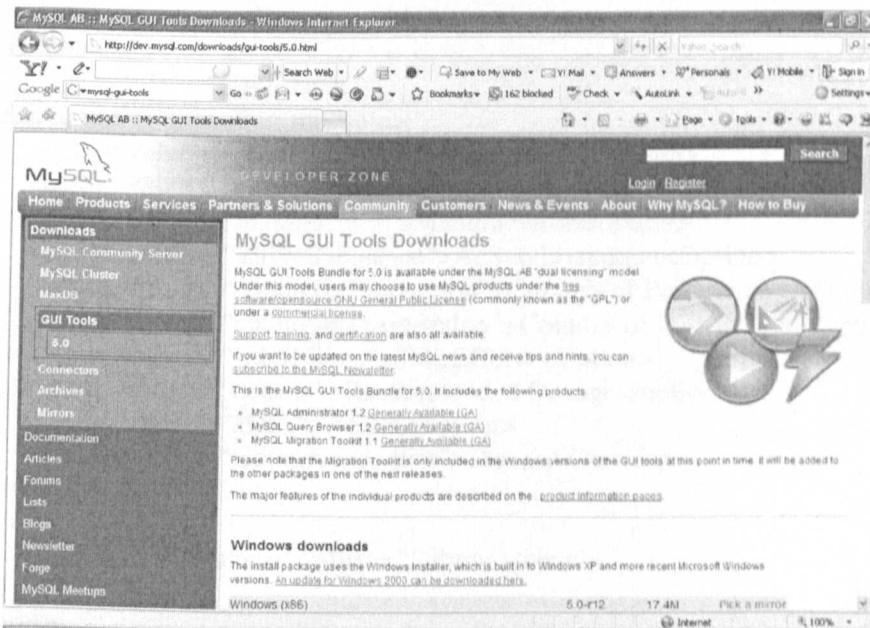 MySQL AB :: MySQL GUI Tools Downloads - Windows Internet Explorer
http://dev.mysql.com/downloads/gui-tools/5.0.html
Yahoo Search
Y! Search Web Save to My Web Y! Mail Answers Personals Y! Mobile Sign In
Google mysql-gui-tools Go Bookmarks 162 blocked Check AutoLink Settings
MySQL AB :: MySQL GUI Tools Downloads
Page Tools
Search
MySQL
DEVELOPER ZONE
Login Register
Home Products Services Partners & Solutions Community Customers News & Events About Why MySQL? How to Buy
Downloads
MySQL Community Server
MySQL Cluster
MaxDB
GUI Tools
5.0
Connectors
Archives
Mirrors
Documentation
Articles
Forums
Lists
Blogs
Newsletter
Forge
MySQL Meetups
MySQL GUI Tools Downloads
MySQL GUI Tools Bundle for 5.0 is available under the MySQL AB "dual licensing" model.
Under this model, users may choose to use MySQL products under the free
software/opensource GNU General Public License (commonly known as the "GPL") or
under a commercial license.
Support, training, and certification are also all available.
If you want to be updated on the latest MySQL news and receive tips and hints, you can
subscribe to the MySQL Newsletter.
This is the MySQL GUI Tools Bundle for 5.0. It includes the following products.
MySQL Administrator 1.2 Generally Available (GA)
MySQL Query Browser 1.2 Generally Available (GA)
MySQL Migration Toolkit 1.1 Generally Available (GA)
Please note that the Migration Toolkit is only included in the Windows versions of the GUI tools at this point in time. It will be added to
the other packages in one of the next releases.
The major features of the individual products are described on the product information pages.
Windows downloads
The install package uses the Windows Installer, which is built in to Windows XP and more recent Microsoft Windows
versions. An update for Windows 2003 can be downloaded here.
Windows (x86) 5.0-r12 17.4M Pick a mirror
Internet 100%